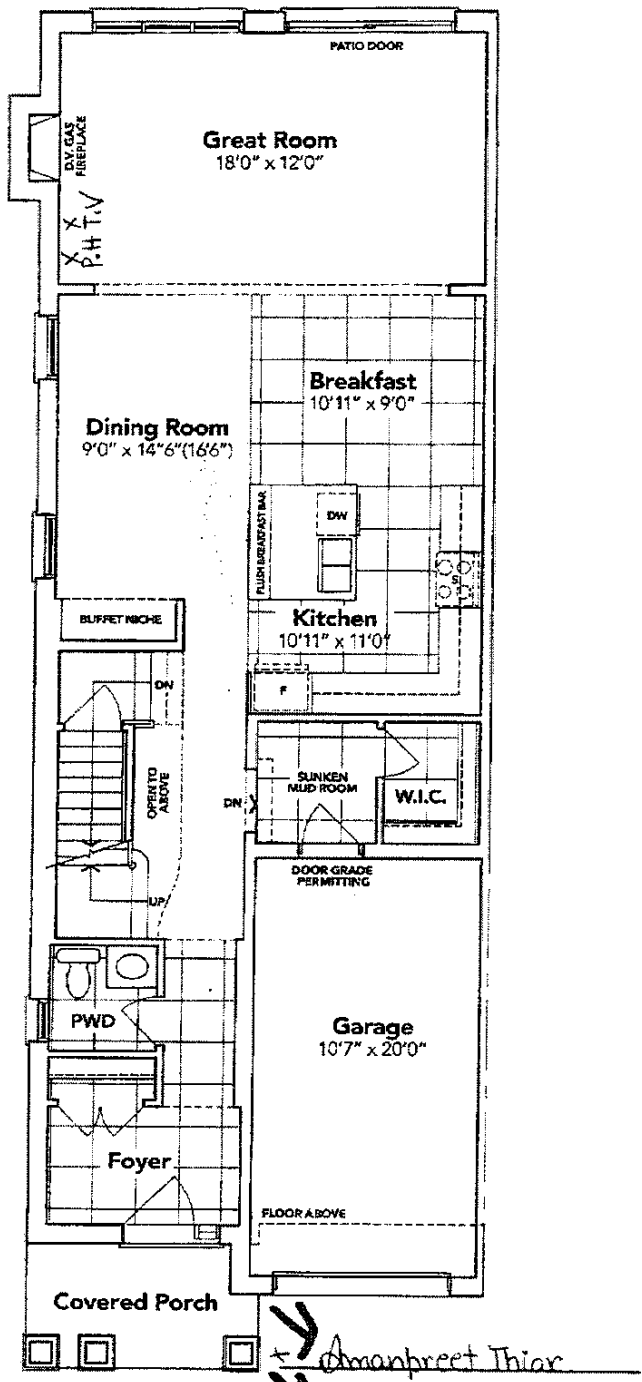 PATIO DOOR
D.V. GAS
FIREPLACE
Great Room
18'0" x 12'0"
X X
P.H T.V
Breakfast
10'11" x 9'0"
Dining Room
9'0" x 14"6"(16'6")
FLUSH BREAKFAST BAR
DW
S
BUFFET NICHE
Kitchen
10'11" x 11'0"
F
DN
OPEN TO
ABOVE
DN
SUNKEN
MUD ROOM
W.I.C.
DOOR GRADE
PERMITTING
UP
PWD
Garage
10'7" x 20'0"
Foyer
FLOOR ABOVE
Covered Porch
Amanpreet Thiar